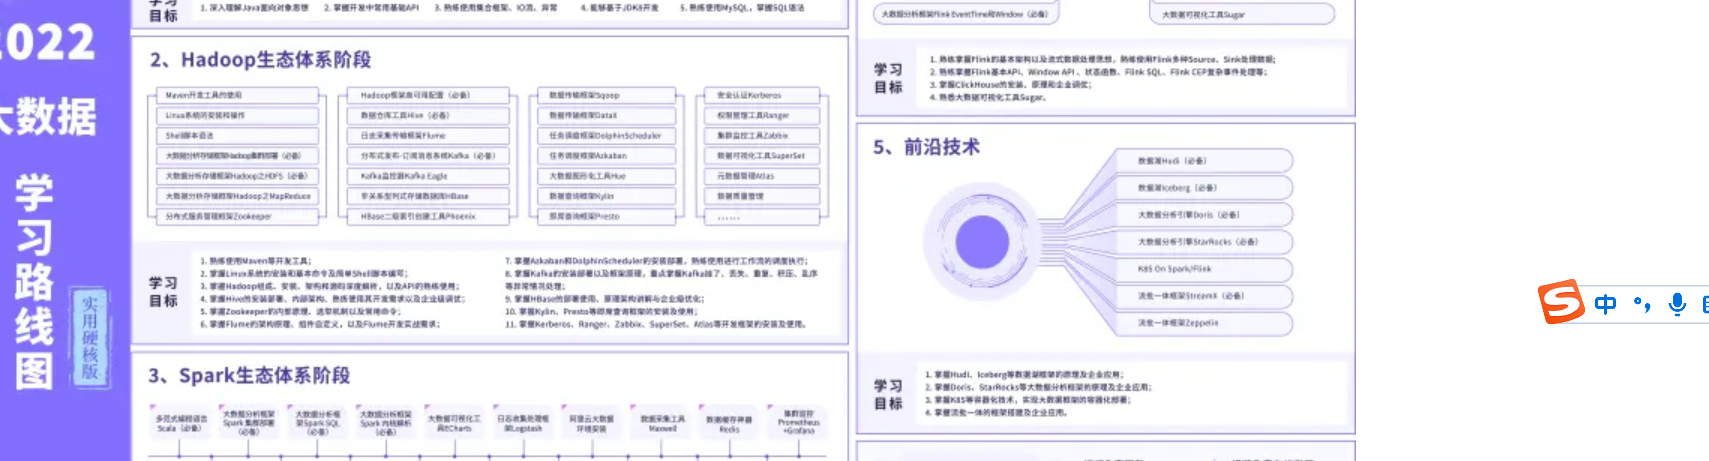 2022
大数据
学习路线图
实用硬核版
学习
目标
1. 深入理解Java面向对象思想 2. 掌握开发中常用基础API 3. 熟练使用集合框架、IO流、异常 4. 能够基于JDK8开发 5. 熟练使用MySQL，掌握SQL语法
2、Hadoop生态体系阶段
Maven开发工具的使用
Linux系统的安装和操作
Shell脚本语法
大数据分析存储框架Hadoop集群部署（必备）
大数据分析存储框架Hadoop之HDFS（必备）
大数据分析存储框架Hadoop之MapReduce
分布式服务管理框架Zookeeper
Hadoop框架高可用配置（必备）
数据仓库工具Hive（必备）
日志采集传输框架Flume
分布式发布-订阅消息系统Kafka（必备）
Kafka监控器Kafka Eagle
非关系型列式存储数据库HBase
HBase二级索引创建工具Phoenix
数据传输框架Sqoop
数据传输框架DataX
任务调度框架DolphinScheduler
任务调度框架Azkaban
大数据图形化工具Hue
数据查询框架Kylin
即席查询框架Presto
安全认证Kerberos
权限管理工具Ranger
集群监控工具Zabbix
数据可视化工具SuperSet
元数据管理Atlas
数据质量管理
......
学习
目标
1. 熟练使用Maven等开发工具；
2. 掌握Linux系统的安装和基本命令及简单Shell脚本编写；
3. 掌握Hadoop组成、安装、架构和源码深度解析，以及API的熟练使用；
4. 掌握Hive的安装部署、内部架构、熟练使用其开发需求以及企业级调优；
5. 掌握Zookeeper的内部原理、选举机制以及常用命令；
6. 掌握Flume的架构原理、组件自定义，以及Flume开发实战需求；
7. 掌握Azkaban和DolphinScheduler的安装部署，熟练使用进行工作流的调度执行；
8. 掌握Kafka的安装部署以及框架原理，重点掌握Kafka挂了、丢失、重复、积压、乱序
等异常情况处理；
9. 掌握HBase的部署使用、原理架构讲解与企业级优化；
10. 掌握Kylin、Presto等即席查询框架的安装及使用；
11. 掌握Kerberos、Ranger、Zabbix、SuperSet、Atlas等开发框架的安装及使用。
3、Spark生态体系阶段
多范式编程语言
Scala（必备）
大数据分析框架
Spark 集群部署
（必备）
大数据分析框
架Spark SQL
（必备）
大数据分析框架
Spark 内核解析
（必备）
大数据可视化工
具ECharts
日志收集处理框
架Logstash
阿里云大数据
环境安装
数据采集工具
Maxwell
数据缓存神器
Redis
集群监控
Prometheus
+Grafana
大数据分析框架Flink EventTime和Window（必备）
大数据可视化工具Sugar
学习
目标
1. 熟练掌握Flink的基本架构以及流式数据处理思想，熟练使用Flink多种Source、Sink处理数据；
2. 熟练掌握Flink基本API、Window API 、状态函数、Flink SQL、Flink CEP复杂事件处理等；
3. 掌握ClickHouse的安装、原理和企业调优；
4. 熟悉大数据可视化工具Sugar。
5、前沿技术
数据湖Hudi（必备）
数据湖Iceberg（必备）
大数据分析引擎Doris（必备）
大数据分析引擎StarRocks（必备）
K8S On Spark/Flink
流批一体框架StreamX（必备）
流批一体框架Zeppelin
学习
目标
1. 掌握Hudi、Iceberg等数据湖框架的原理及企业应用；
2. 掌握Doris、StarRocks等大数据分析框架的原理及企业应用；
3. 掌握K8S等容器化技术，实现大数据框架的容器化部署；
4. 掌握流批一体的框架搭建及企业应用。
中